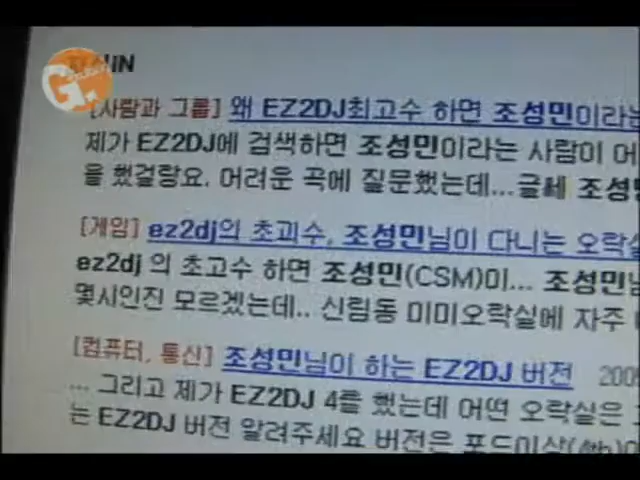 [사람과 그룹] 왜 EZ2DJ최고수 하면 조성민이라는
제가 EZ2DJ에 검색하면 조성민이라는 사람이
을 했걸랑요. 어려운 곡에 질문했는데...글쎄 조성
[게임] ez2dj의 초고수, 조성민님이 다니는 오락실
ez2dj 의 초고수 하면 조성민(CSM)이... 조성민님
몇시인진 모르겠는데.. 신림동 미미오락실에 자주
[컴퓨터, 통신] 조성민님이 하는 EZ2DJ 버전 200
... 그리고 제가 EZ2DJ 4를 했는데 어떤 오락실은
는 EZ2DJ 버전 알려주세요 버전은 포드이상(4th)